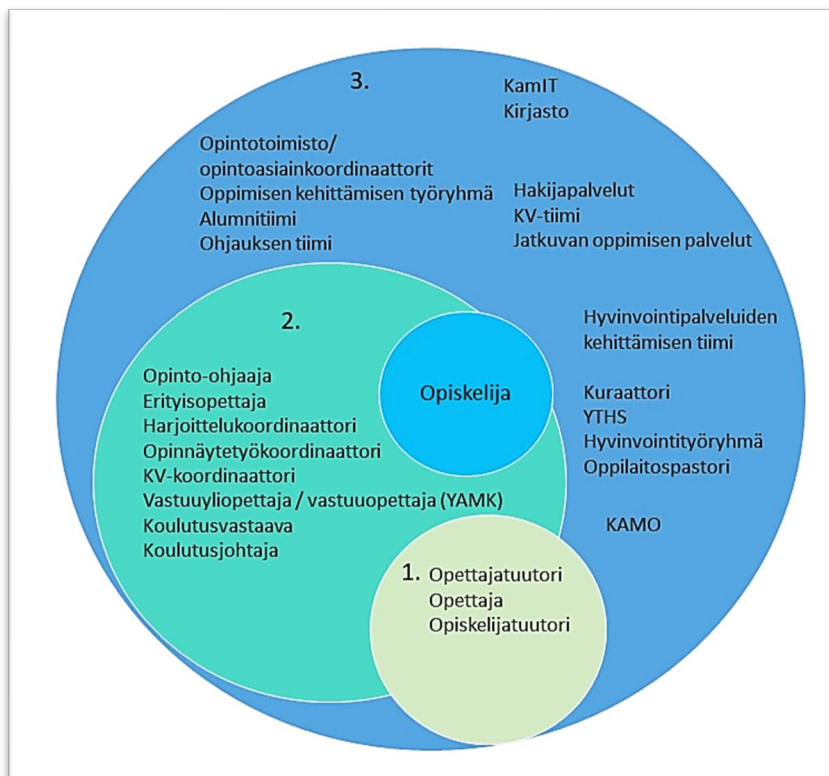 3.
KamIT
Kirjasto
Opintotoimisto/
opintoasiainkoordinaattorit
Oppimisen kehittämisen työryhmä
Alumnitiimi
Ohjauksen tiimi
Hakijapalvelut
KV-tiimi
Jatkuvan oppimisen palvelut
Hyvinvointipalveluiden
kehittämisen tiimi
Kuraattori
YTHS
Hyvinvointityöryhmä
Oppilaitospastori
KAMO
2.
Opinto-ohjaaja
Erityisopettaja
Harjoittelukoordinaattori
Opinnäytetyökoordinaattori
KV-koordinaattori
Vastuuyliopettaja / vastuuopettaja (YAMK)
Koulutusvastaava
Koulutusjohtaja
Opiskelija
1.
Opettajatuutori
Opettaja
Opiskelijatuutori